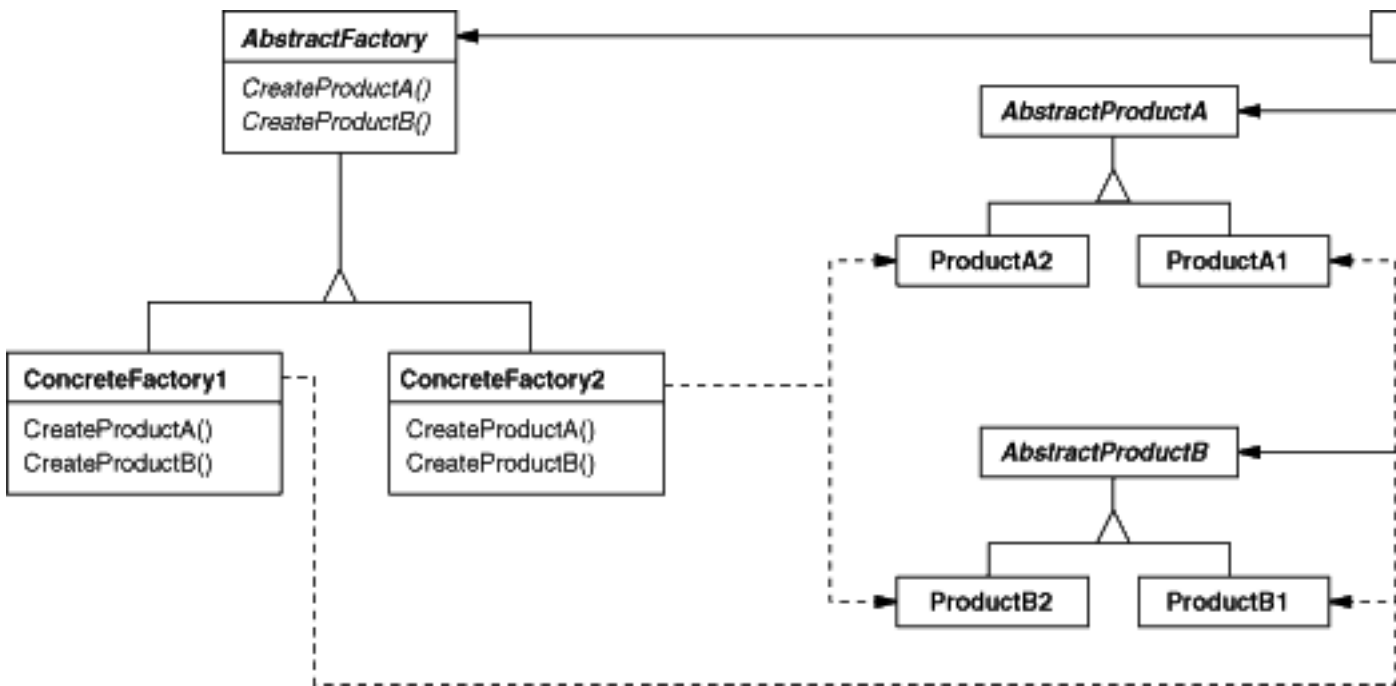 AbstractFactory
CreateProductA()
CreateProductB()
AbstractProductA
ProductA2
ProductA1
ConcreteFactory1
CreateProductA()
CreateProductB()
ConcreteFactory2
CreateProductA()
CreateProductB()
AbstractProductB
ProductB2
ProductB1